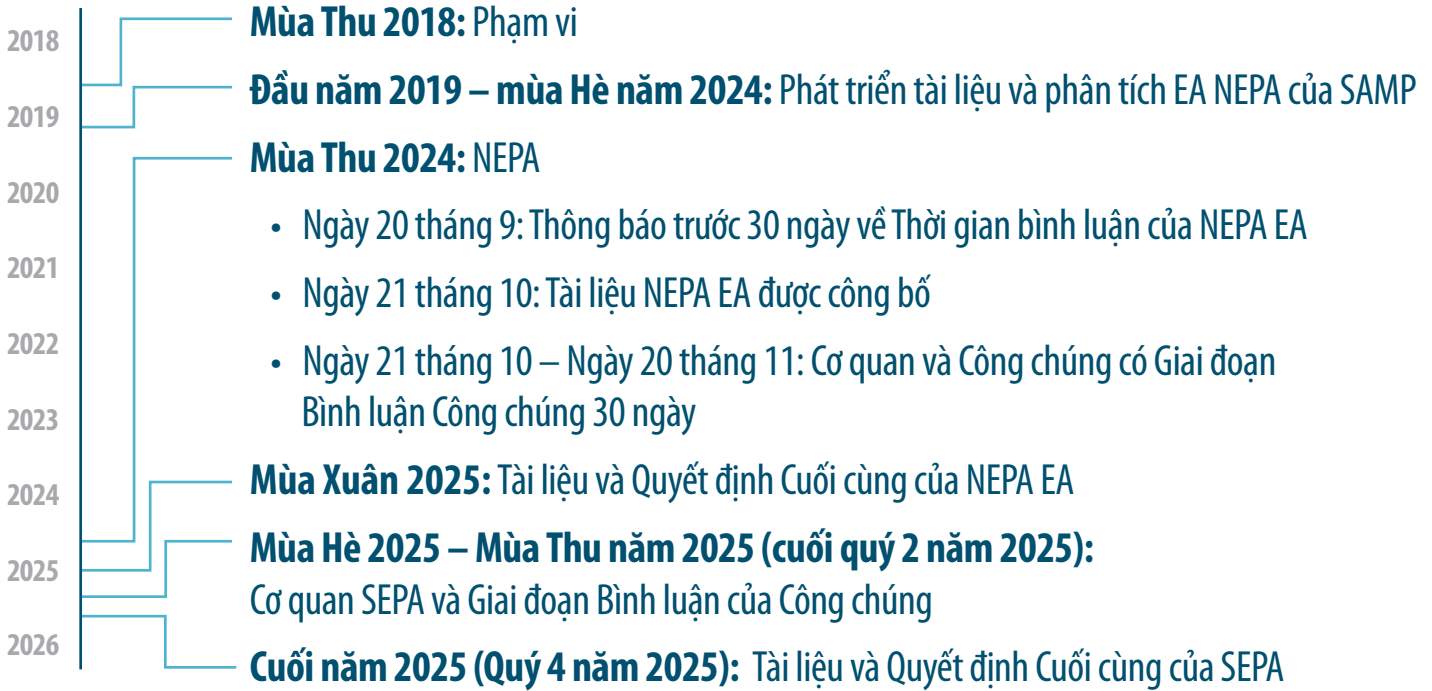 2018
2019
2020
2021
2022
2023
2024
2025
2026
Mùa Thu 2018: Phạm vi
Đầu năm 2019 – mùa Hè năm 2024: Phát triển tài liệu và phân tích EA NEPA của SAMP
Mùa Thu 2024: NEPA
• Ngày 20 tháng 9: Thông báo trước 30 ngày về Thời gian bình luận của NEPA EA
• Ngày 21 tháng 10: Tài liệu NEPA EA được công bố
• Ngày 21 tháng 10 – Ngày 20 tháng 11: Cơ quan và Công chúng có Giai đoạn
Bình luận Công chúng 30 ngày
Mùa Xuân 2025: Tài liệu và Quyết định Cuối cùng của NEPA EA
Mùa Hè 2025 – Mùa Thu năm 2025 (cuối quý 2 năm 2025):
Cơ quan SEPA và Giai đoạn Bình luận của Công chúng
Cuối năm 2025 (Quý 4 năm 2025): Tài liệu và Quyết định Cuối cùng của SEPA